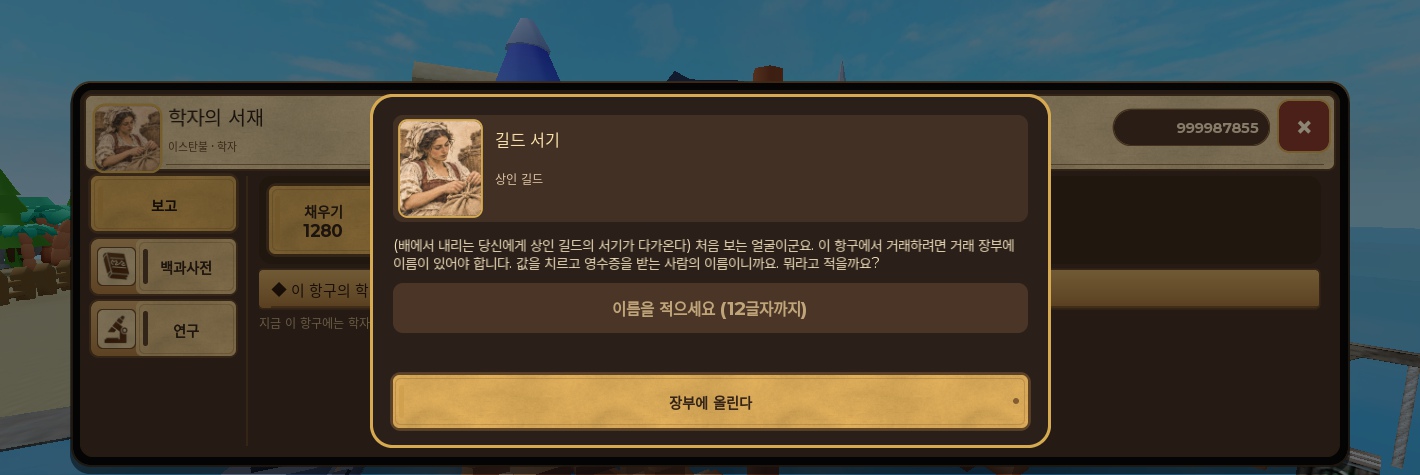 학자의 서재
이스탄불 · 학자
999987855
보고
채우기
1280
백과사전
◆ 이 항구의 학
연구
지금 이 항구에는 학자
길드 서기
상인 길드
(배에서 내리는 당신에게 상인 길드의 서기가 다가온다) 처음 보는 얼굴이군요. 이 항구에서 거래하려면 거래 장부에
이름이 있어야 합니다. 값을 치르고 영수증을 받는 사람의 이름이니까요. 뭐라고 적을까요?
이름을 적으세요 (12글자까지)
장부에 올린다